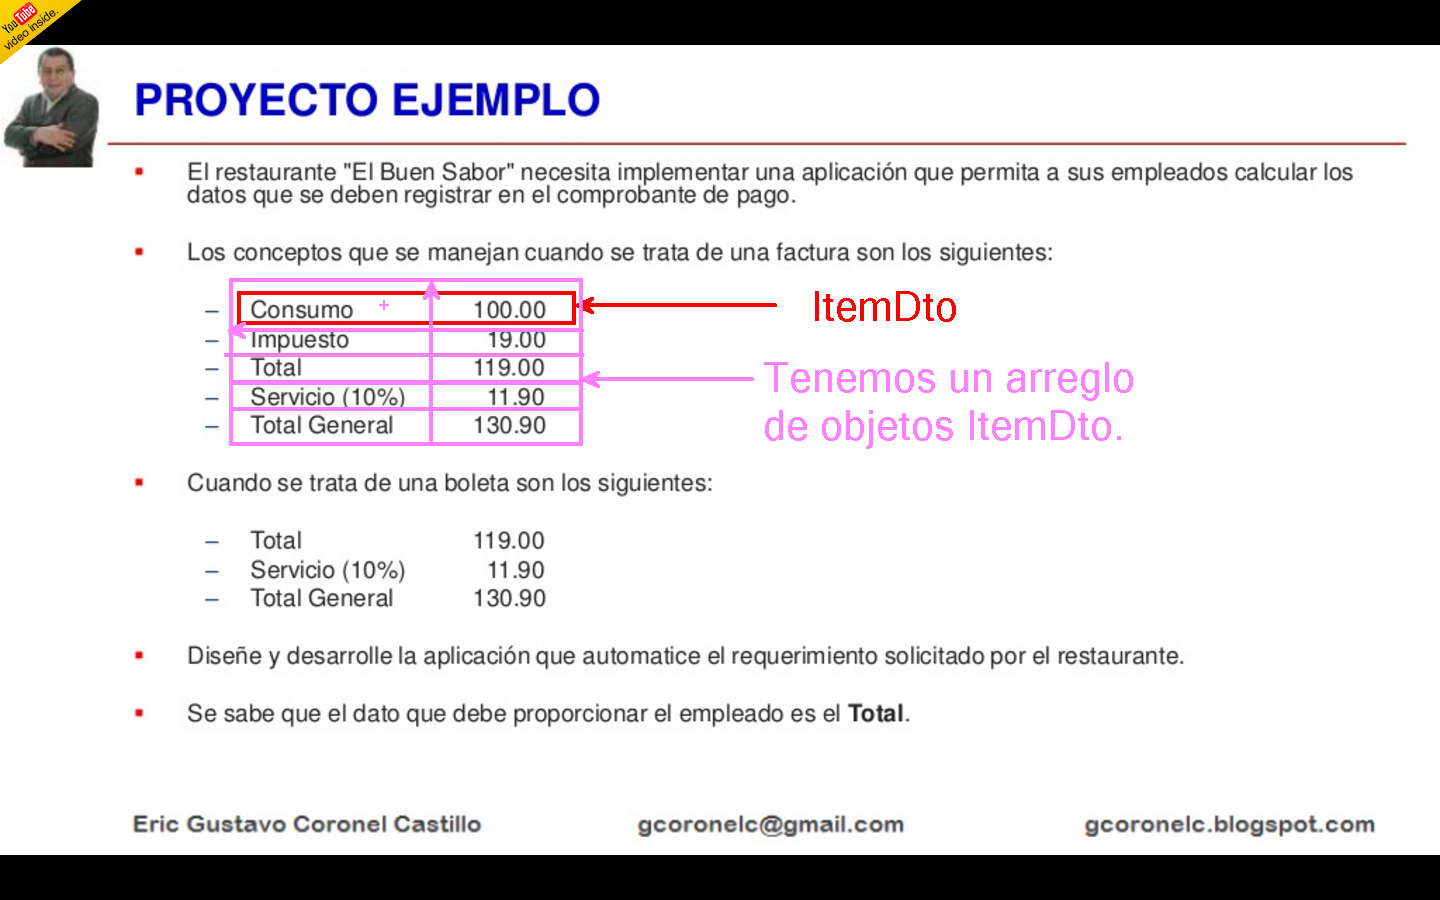 YouTube
video inside.
PROYECTO EJEMPLO
El restaurante "El Buen Sabor" necesita implementar una aplicación que permita a sus empleados calcular los
datos que se deben registrar en el comprobante de pago.
Los conceptos que se manejan cuando se trata de una factura son los siguientes:
– Consumo 100.00
ItemDto
– Impuesto 19.00
– Total 119.00
– Servicio (10%) 11.90
– Total General 130.90
Tenemos un arreglo
de objetos ItemDto.
Cuando se trata de una boleta son los siguientes:
– Total 119.00
– Servicio (10%) 11.90
– Total General 130.90
Diseñe y desarrolle la aplicación que automatice el requerimiento solicitado por el restaurante.
Se sabe que el dato que debe proporcionar el empleado es el Total.
Eric Gustavo Coronel Castillo gcoronelc@gmail.com gcoronelc.blogspot.com